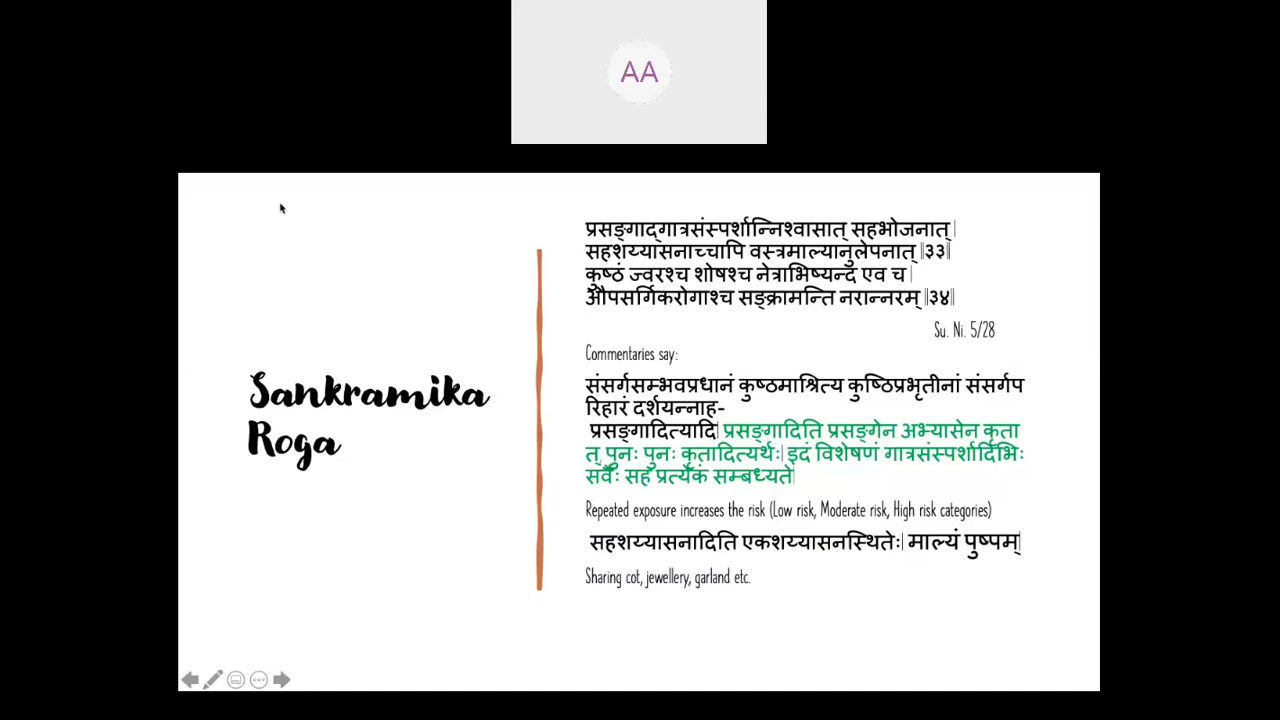 AA
Sankramika
Roga
प्रसङ्गाद्गात्रसंस्पर्शान्निश्वासात् सहभोजनात् |
सहशय्यासनाच्चापि वस्त्रमाल्यानुलेपनात् ||३३||
कुष्ठं ज्वरश्च शोषश्च नेत्राभिष्यन्द एव च |
औपसर्गिकरोगाश्च सङ्क्रामन्ति नरान्नरम् ||३४||
Su. Ni. 5/28
Commentaries say:
संसर्गसम्भवप्रधानं कुष्ठमाश्रित्य कुष्ठिप्रभृतीनां संसर्गप
रिहारं दर्शयन्नाह-
प्रसङ्गादित्यादि| प्रसङ्गादिति प्रसङ्गेन अभ्यासेन कृता
त्, पुनः पुनः कृतादित्यर्थः| इदं विशेषणं गात्रसंस्पर्शादिभिः
सर्वैः सह प्रत्येकं सम्बध्यते|
Repeated exposure increases the risk (Low risk, Moderate risk, High risk categories)
सहशय्यासनादिति एकशय्यासनस्थितेः| माल्यं पुष्पम्|
Sharing cot, jewellery, garland etc.